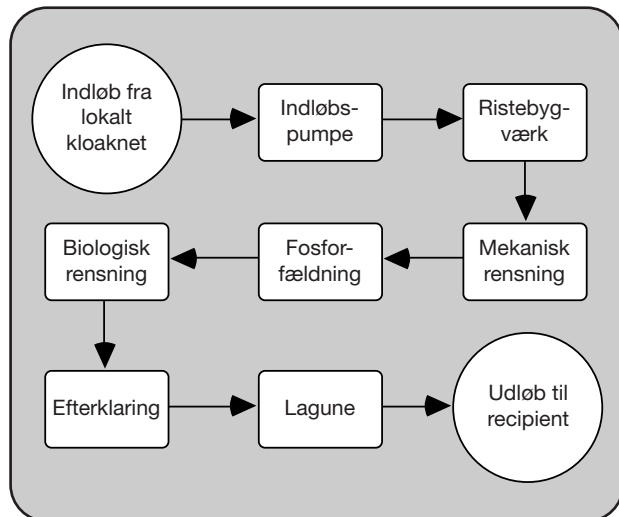 Indløb fra
lokalt
kloaknet
Indløbs-
pumpe
Ristebyg-
værk
Mekanisk
rensning
Fosfor-
fældning
Biologisk
rensning
Efterklaring
Lagune
Udløb til
recipient